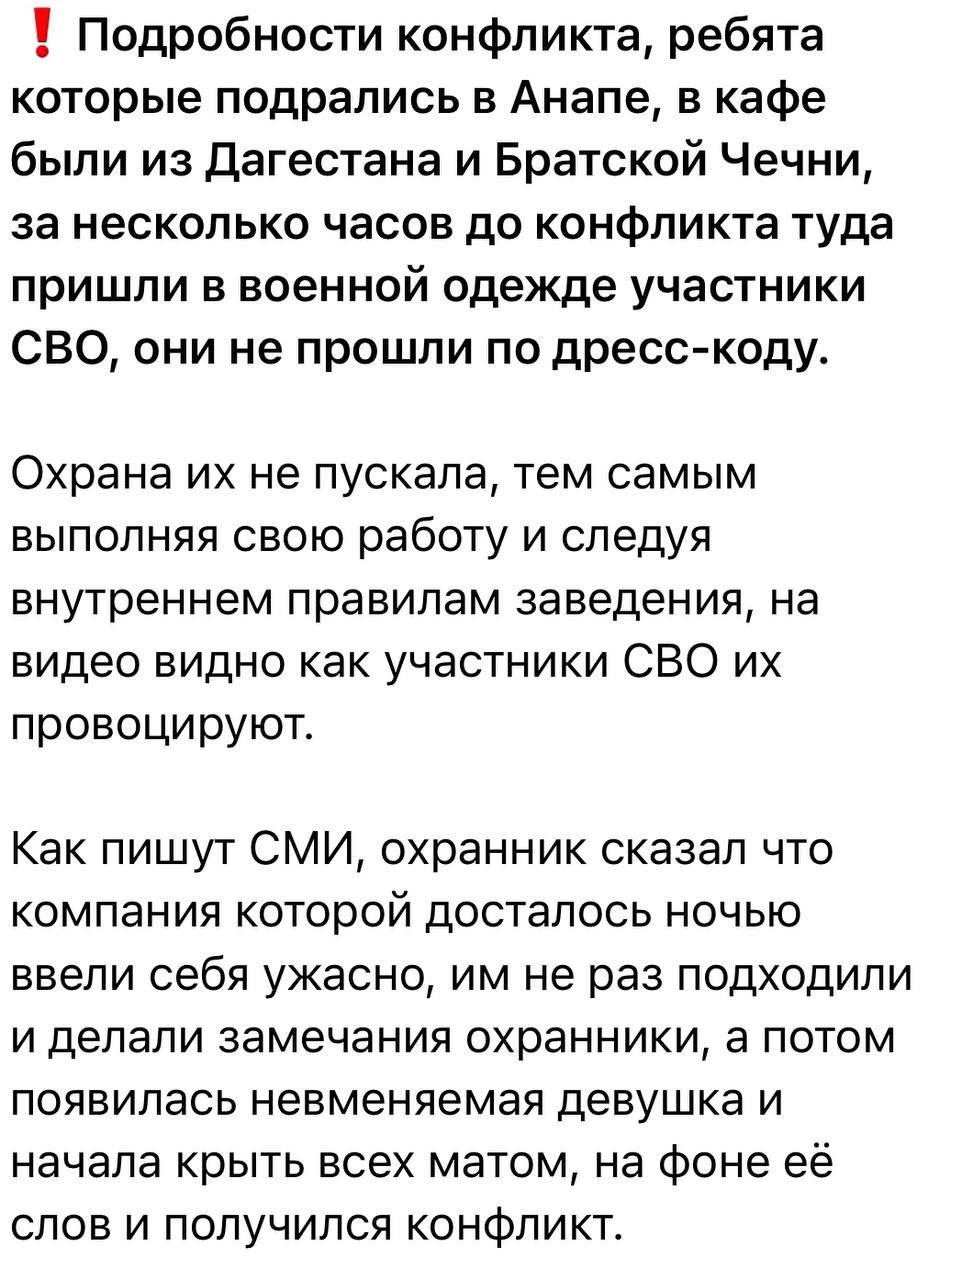 ❗ Подробности конфликта, ребята
которые подрались в Анапе, в кафе
были из Дагестана и Братской Чечни,
за несколько часов до конфликта туда
пришли в военной одежде участники
СВО, они не прошли по дресс-коду.
Охрана их не пускала, тем самым
выполняя свою работу и следуя
внутреннем правилам заведения, на
видео видно как участники СВО их
провоцируют.
Как пишут СМИ, охранник сказал что
компания которой досталось ночью
ввели себя ужасно, им не раз подходили
и делали замечания охранники, а потом
появилась невменяемая девушка и
начала крыть всех матом, на фоне её
слов и получился конфликт.